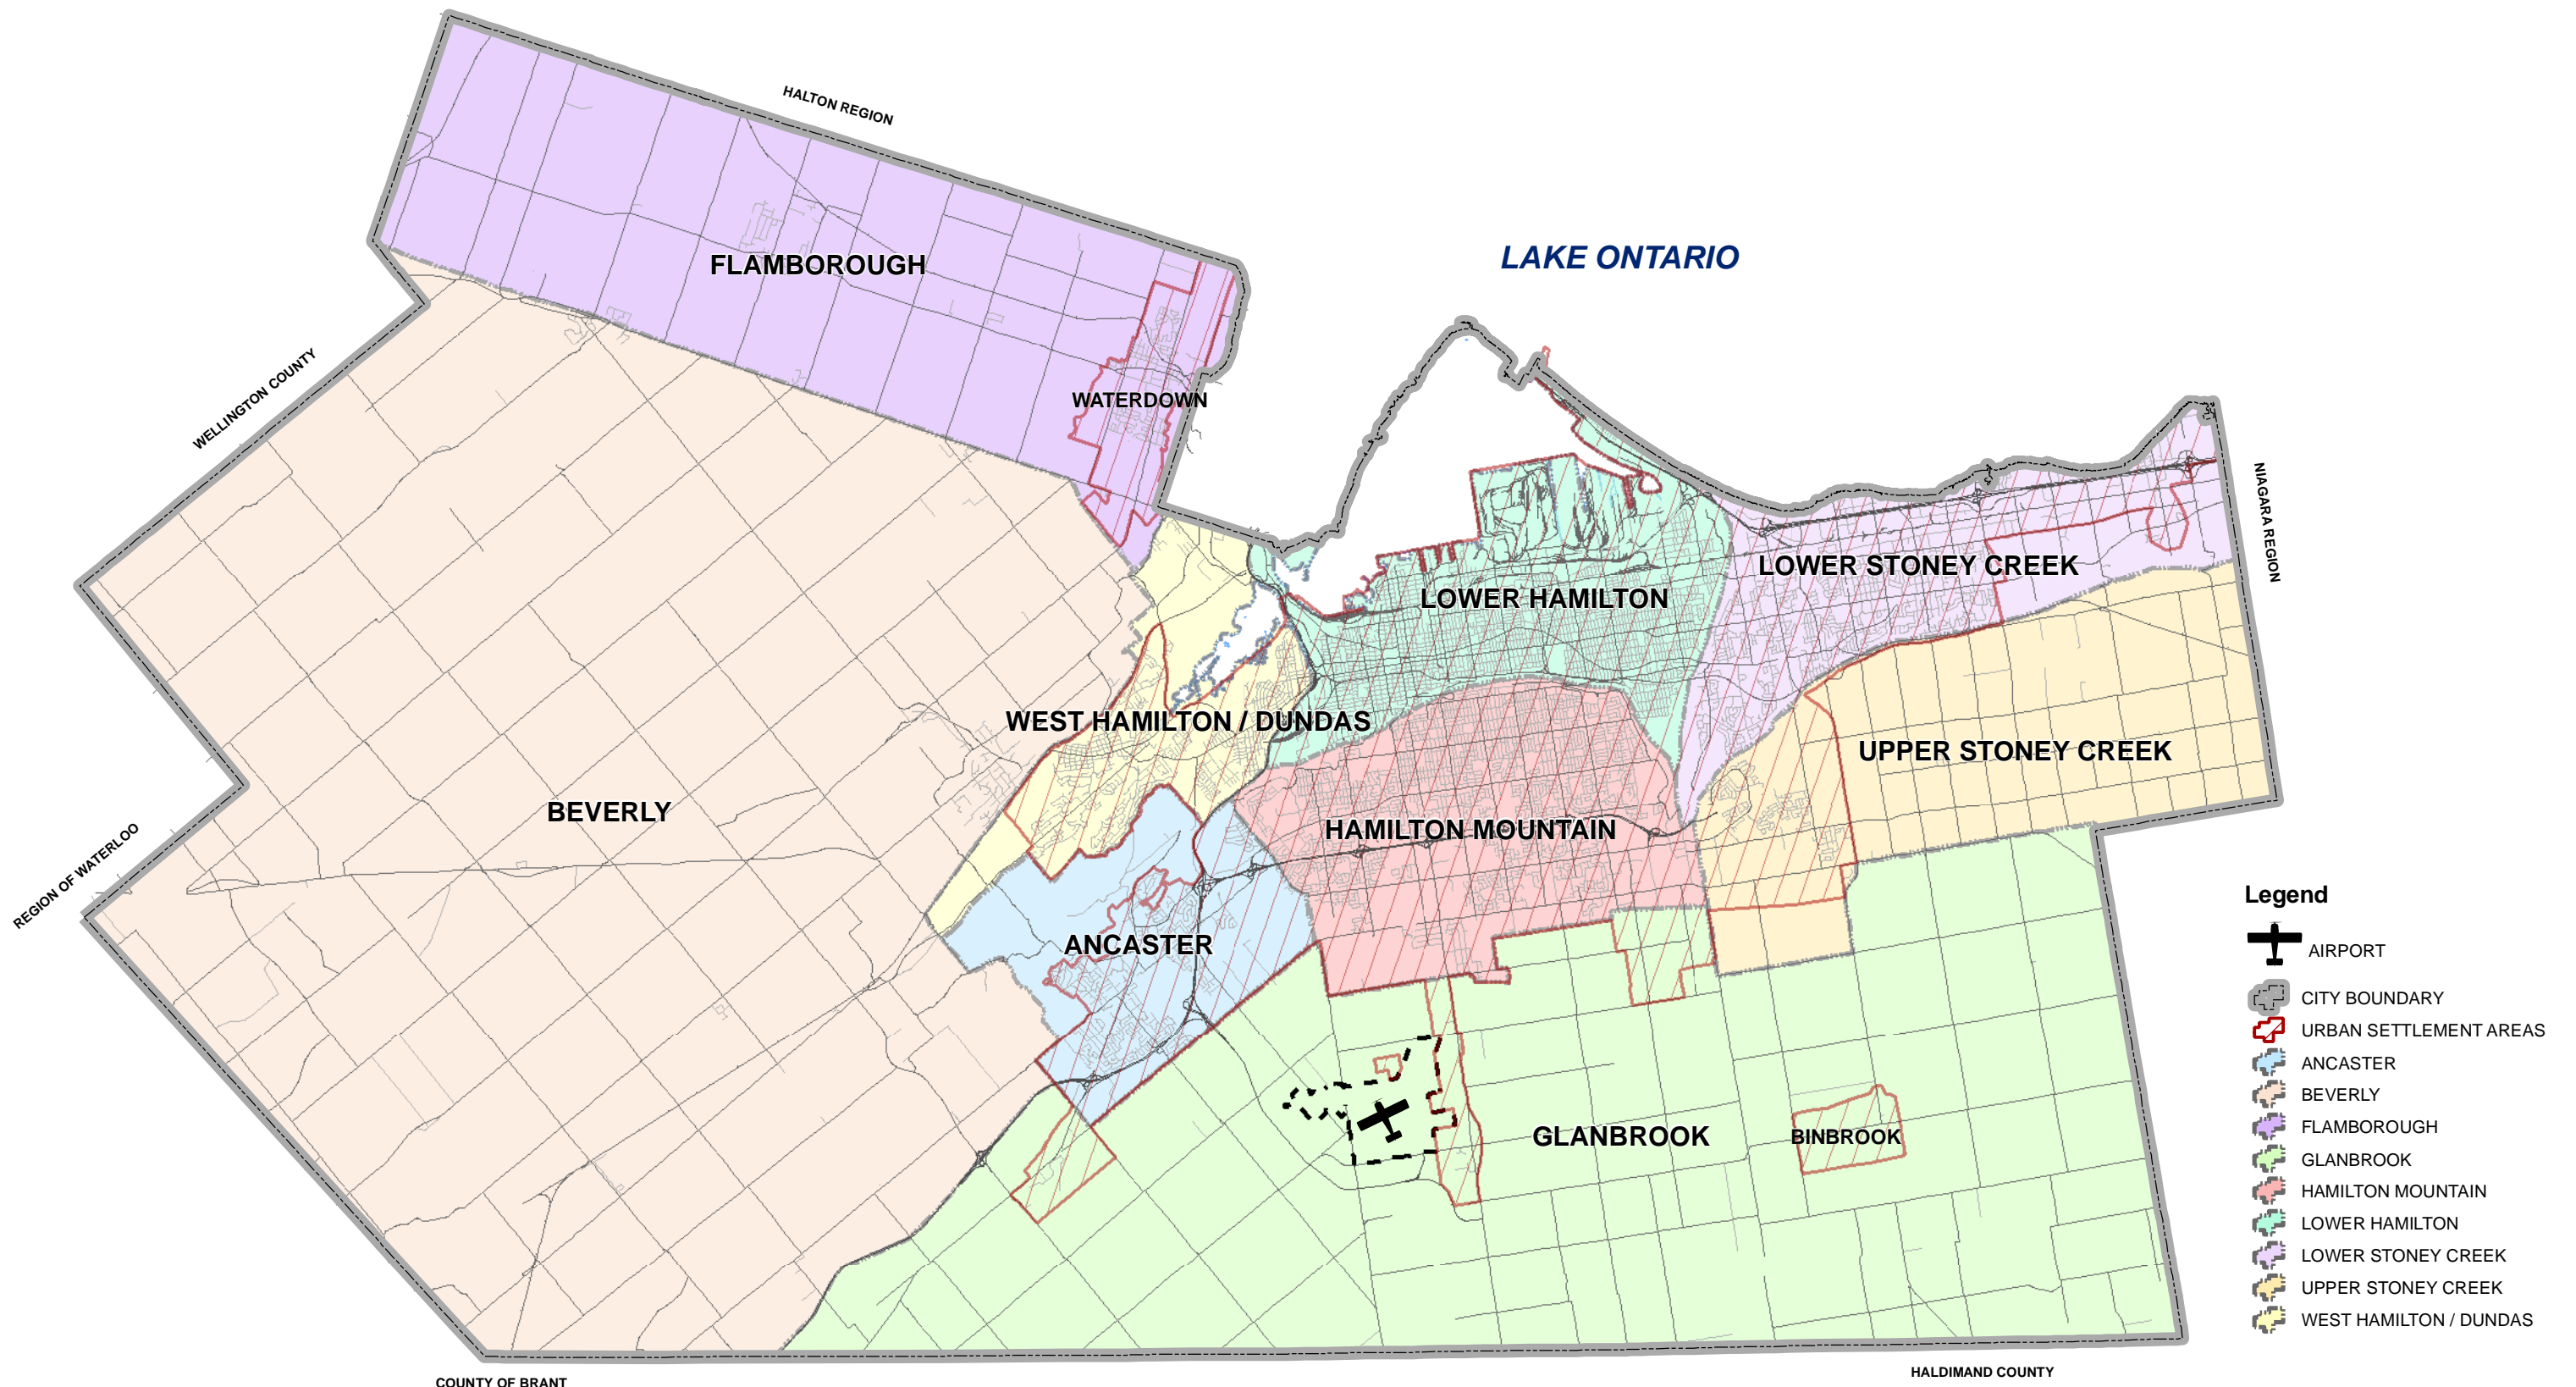 HALTON REGION
LAKE ONTARIO
FLAMBOROUGH
WELLINGTON COUNTY
WATERDOWN
NIAGARA REGION
LOWER STONEY CREEK
LOWER HAMILTON
WEST HAMILTON / DUNDAS
UPPER STONEY CREEK
BEVERLY
HAMILTON MOUNTAIN
REGION OF WATERLOO
ANCASTER
GLANBROOK
BINBROOK
Legend
AIRPORT
CITY BOUNDARY
URBAN SETTLEMENT AREAS
ANCASTER
BEVERLY
FLAMBOROUGH
GLANBROOK
HAMILTON MOUNTAIN
LOWER HAMILTON
LOWER STONEY CREEK
UPPER STONEY CREEK
WEST HAMILTON / DUNDAS
HALDIMAND COUNTY
COUNTY OF BRANT